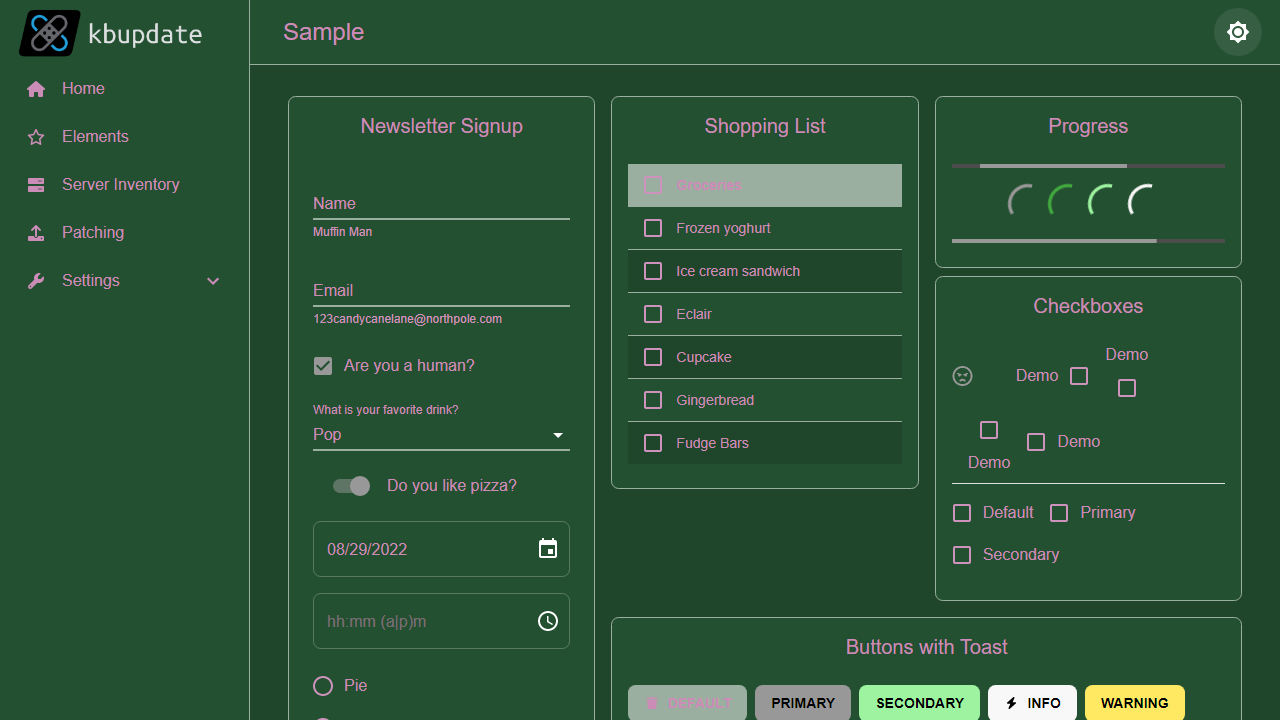 kbupdate
Sample
Home
Elements
Server Inventory
Patching
Settings
Newsletter Signup
Name
Muffin Man
Email
123candycanelane@northpole.com
Are you a human?
What is your favorite drink?
Pop
Do you like pizza?
08/29/2022
hh:mm (a|p)m
Pie
Shopping List
Groceries
Frozen yoghurt
Ice cream sandwich
Eclair
Cupcake
Gingerbread
Fudge Bars
Progress
Checkboxes
Demo
Demo
Demo
Demo
Default
Primary
Secondary
Buttons with Toast
DEFAULT
PRIMARY
SECONDARY
INFO
WARNING